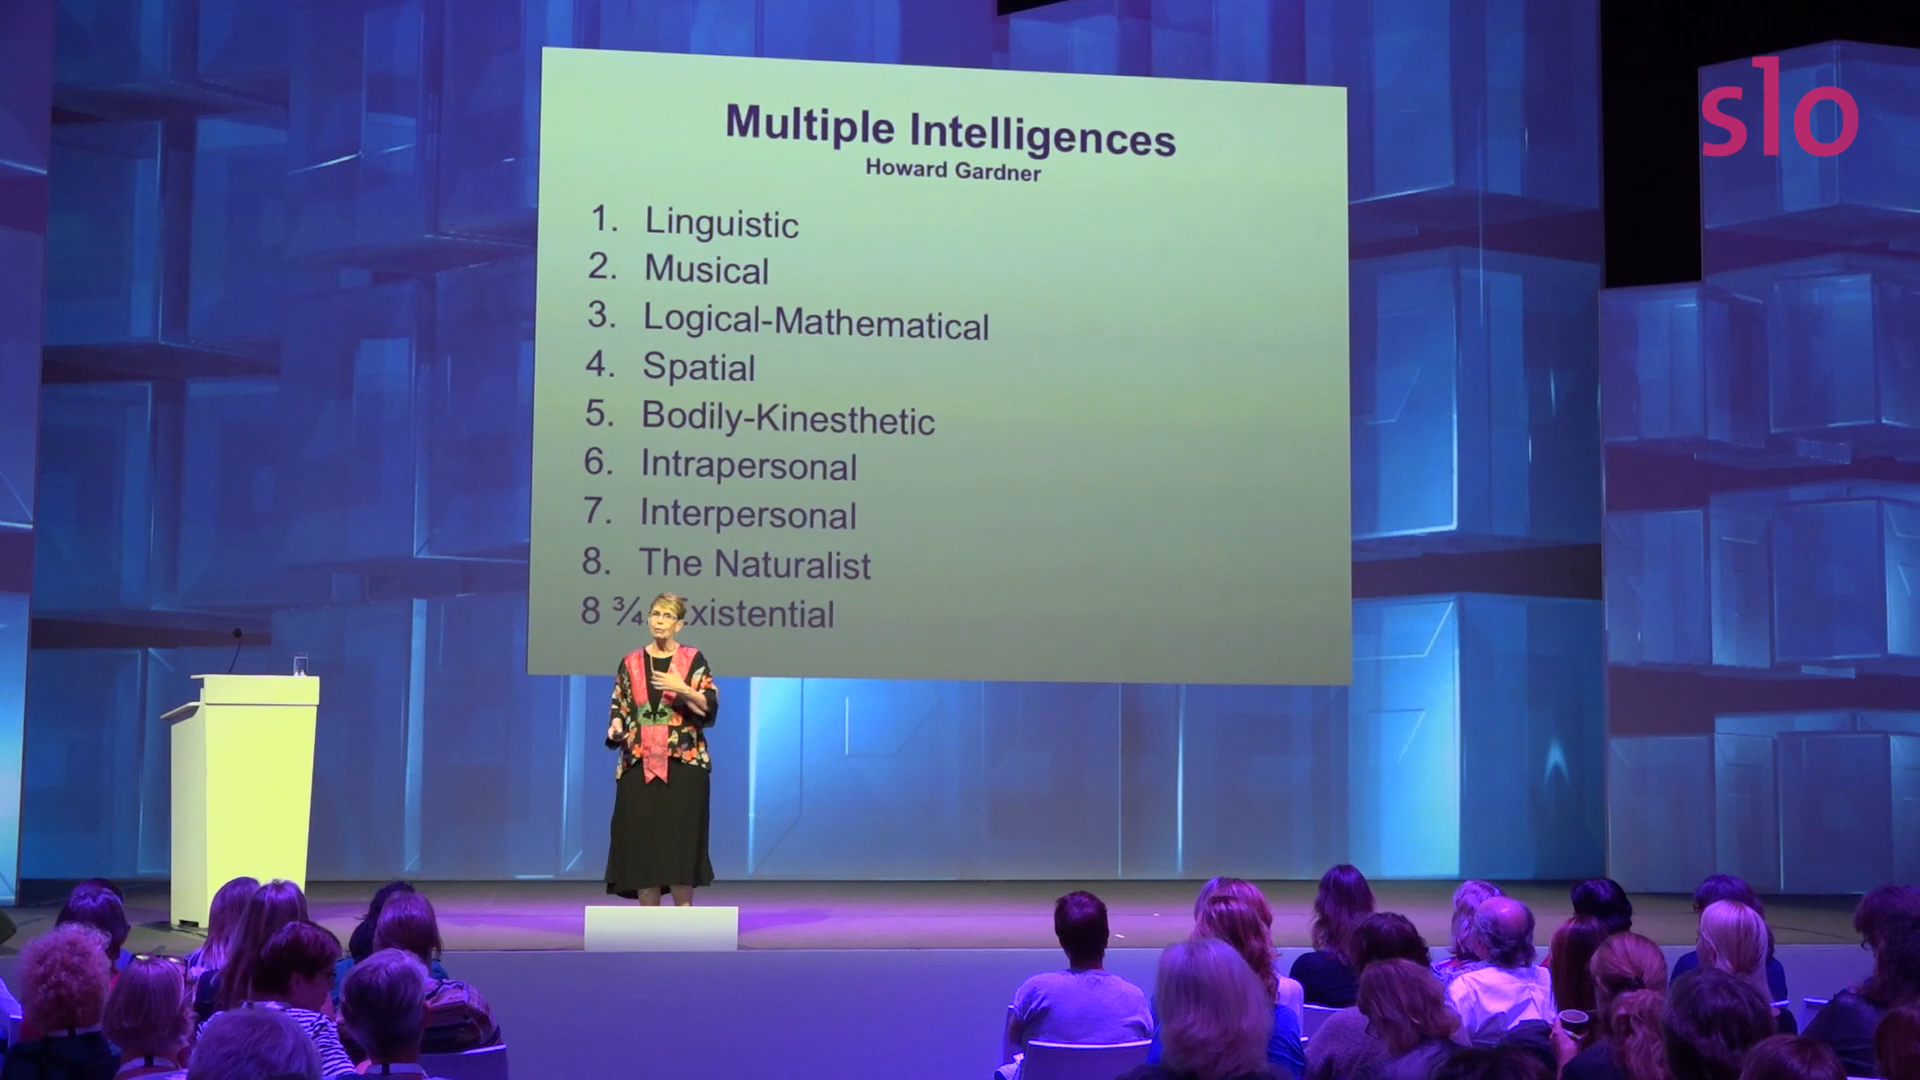 slo
Multiple Intelligences
Howard Gardner
1. Linguistic
2. Musical
3. Logical-Mathematical
4. Spatial
5. Bodily-Kinesthetic
6. Intrapersonal
7. Interpersonal
8. The Naturalist
8 ¾ Existential